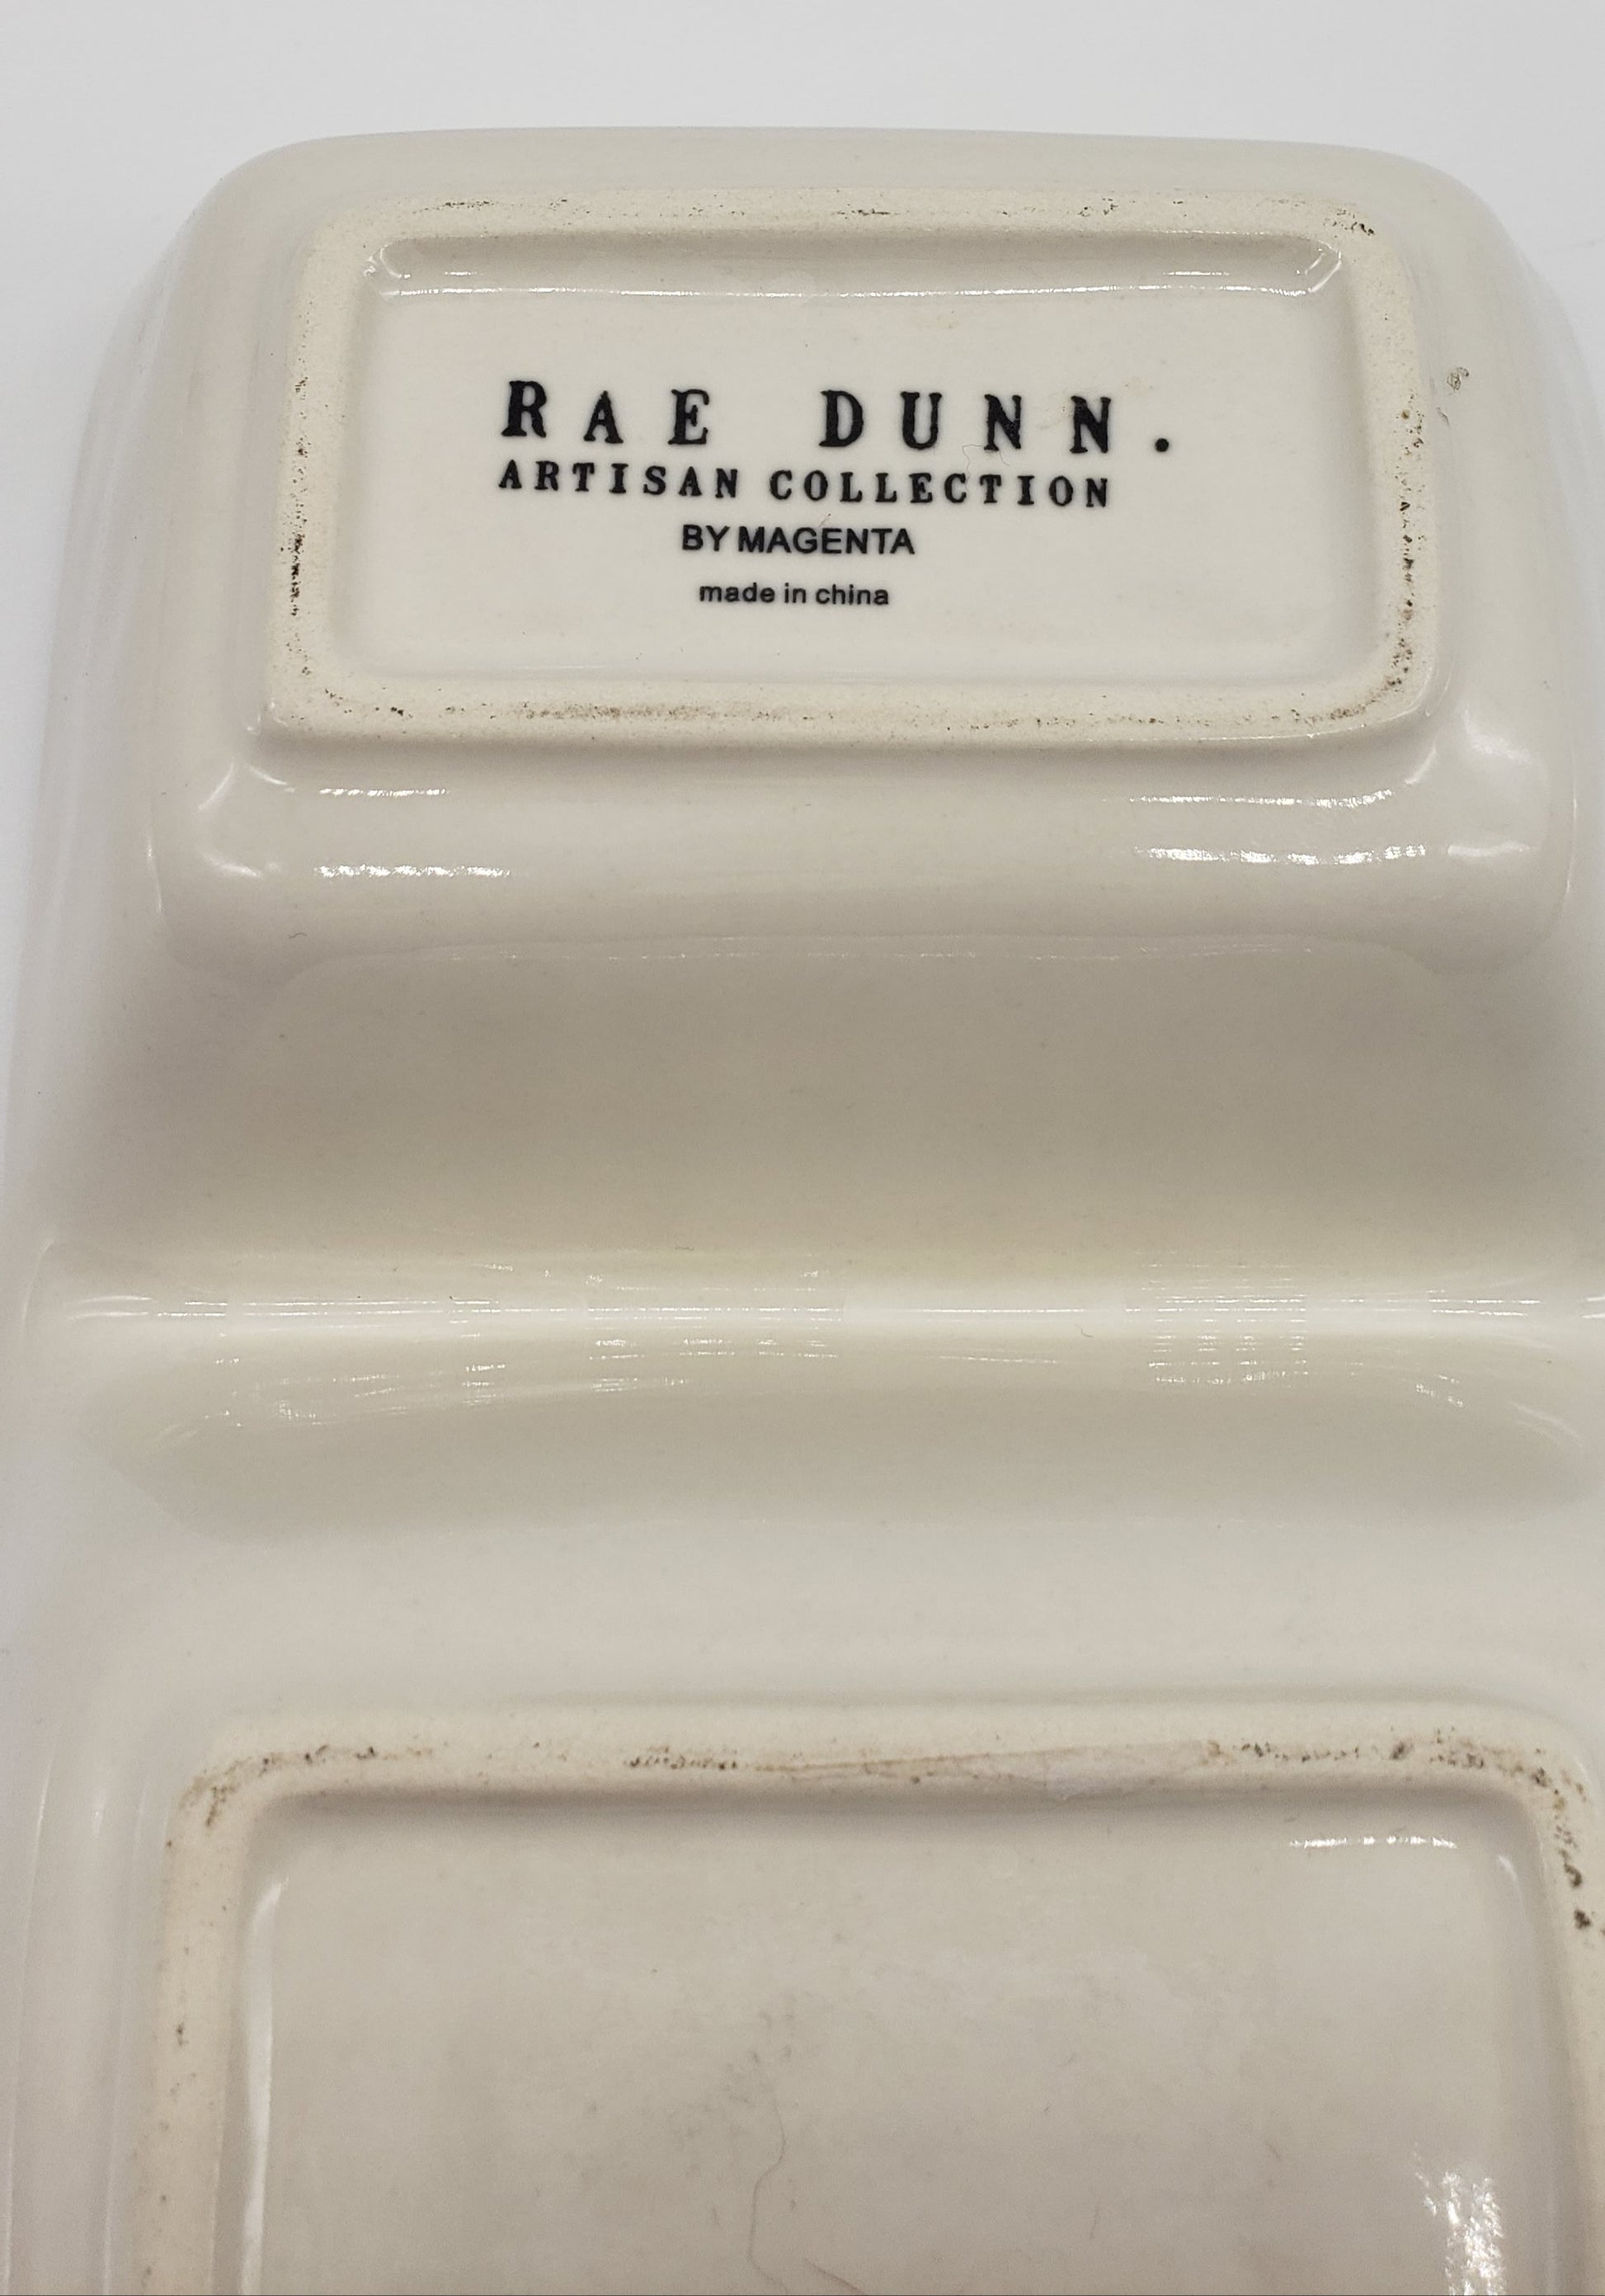 RAE DUNN.
ARTISAN COLLECTION
BY MAGENTA
made in china